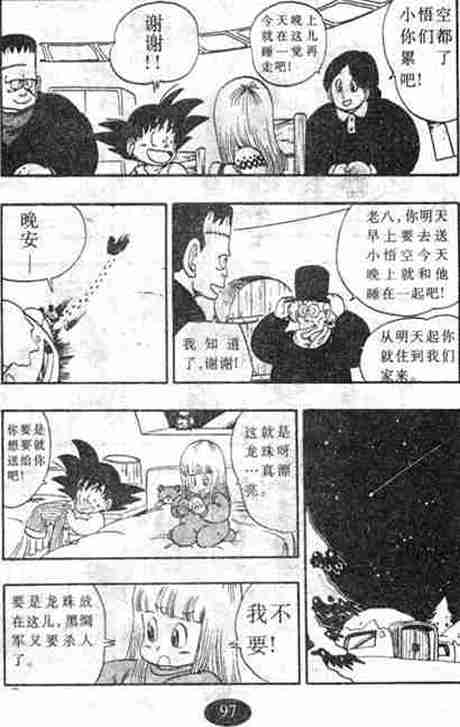 小悟空
你们都
累了
吧!
今天晚上
就在这儿
睡一觉再
走吧!
谢
谢!!
老八,你明天
早上要去送
小悟空今天
晚上就和他
睡在一起吧!
从明天起你
就住到我们
家来。
我知道
了,谢谢!
晚
安
—
这就是
龙珠呀
…真漂
亮。
你要是
想要就
送给你
吧!
我不
要!
要是龙珠放
在这儿,黑绸
军又要杀人
了。
97